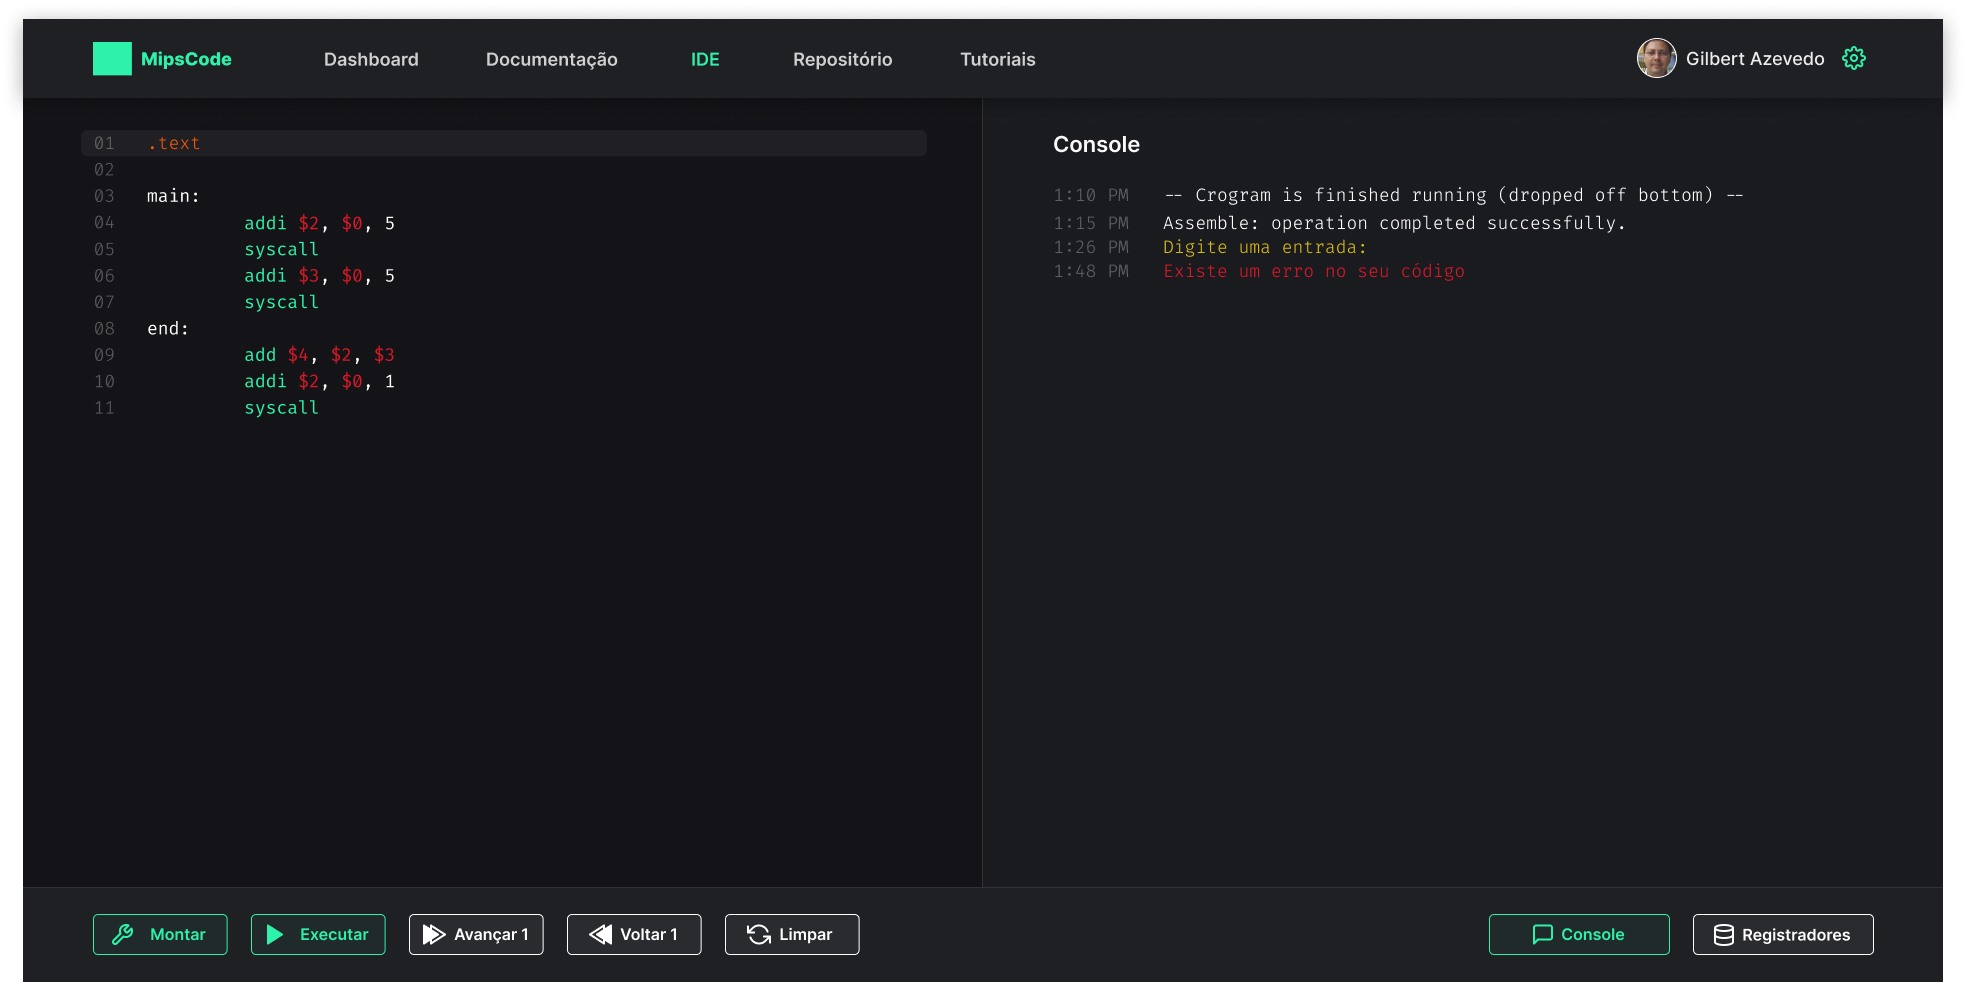 MipsCode Dashboard Documentação IDE Repositório Tutoriais Gilbert Azevedo
01 .text
02
03 main:
04 addi $2, $0, 5
05 syscall
06 addi $3, $0, 5
07 syscall
08 end:
09 add $4, $2, $3
10 addi $2, $0, 1
11 syscall
Console
1:10 PM -- Crogram is finished running (dropped off bottom) --
1:15 PM Assemble: operation completed successfully.
1:26 PM Digite uma entrada:
1:48 PM Existe um erro no seu código
Montar Executar Avançar 1 Voltar 1 Limpar Console Registradores